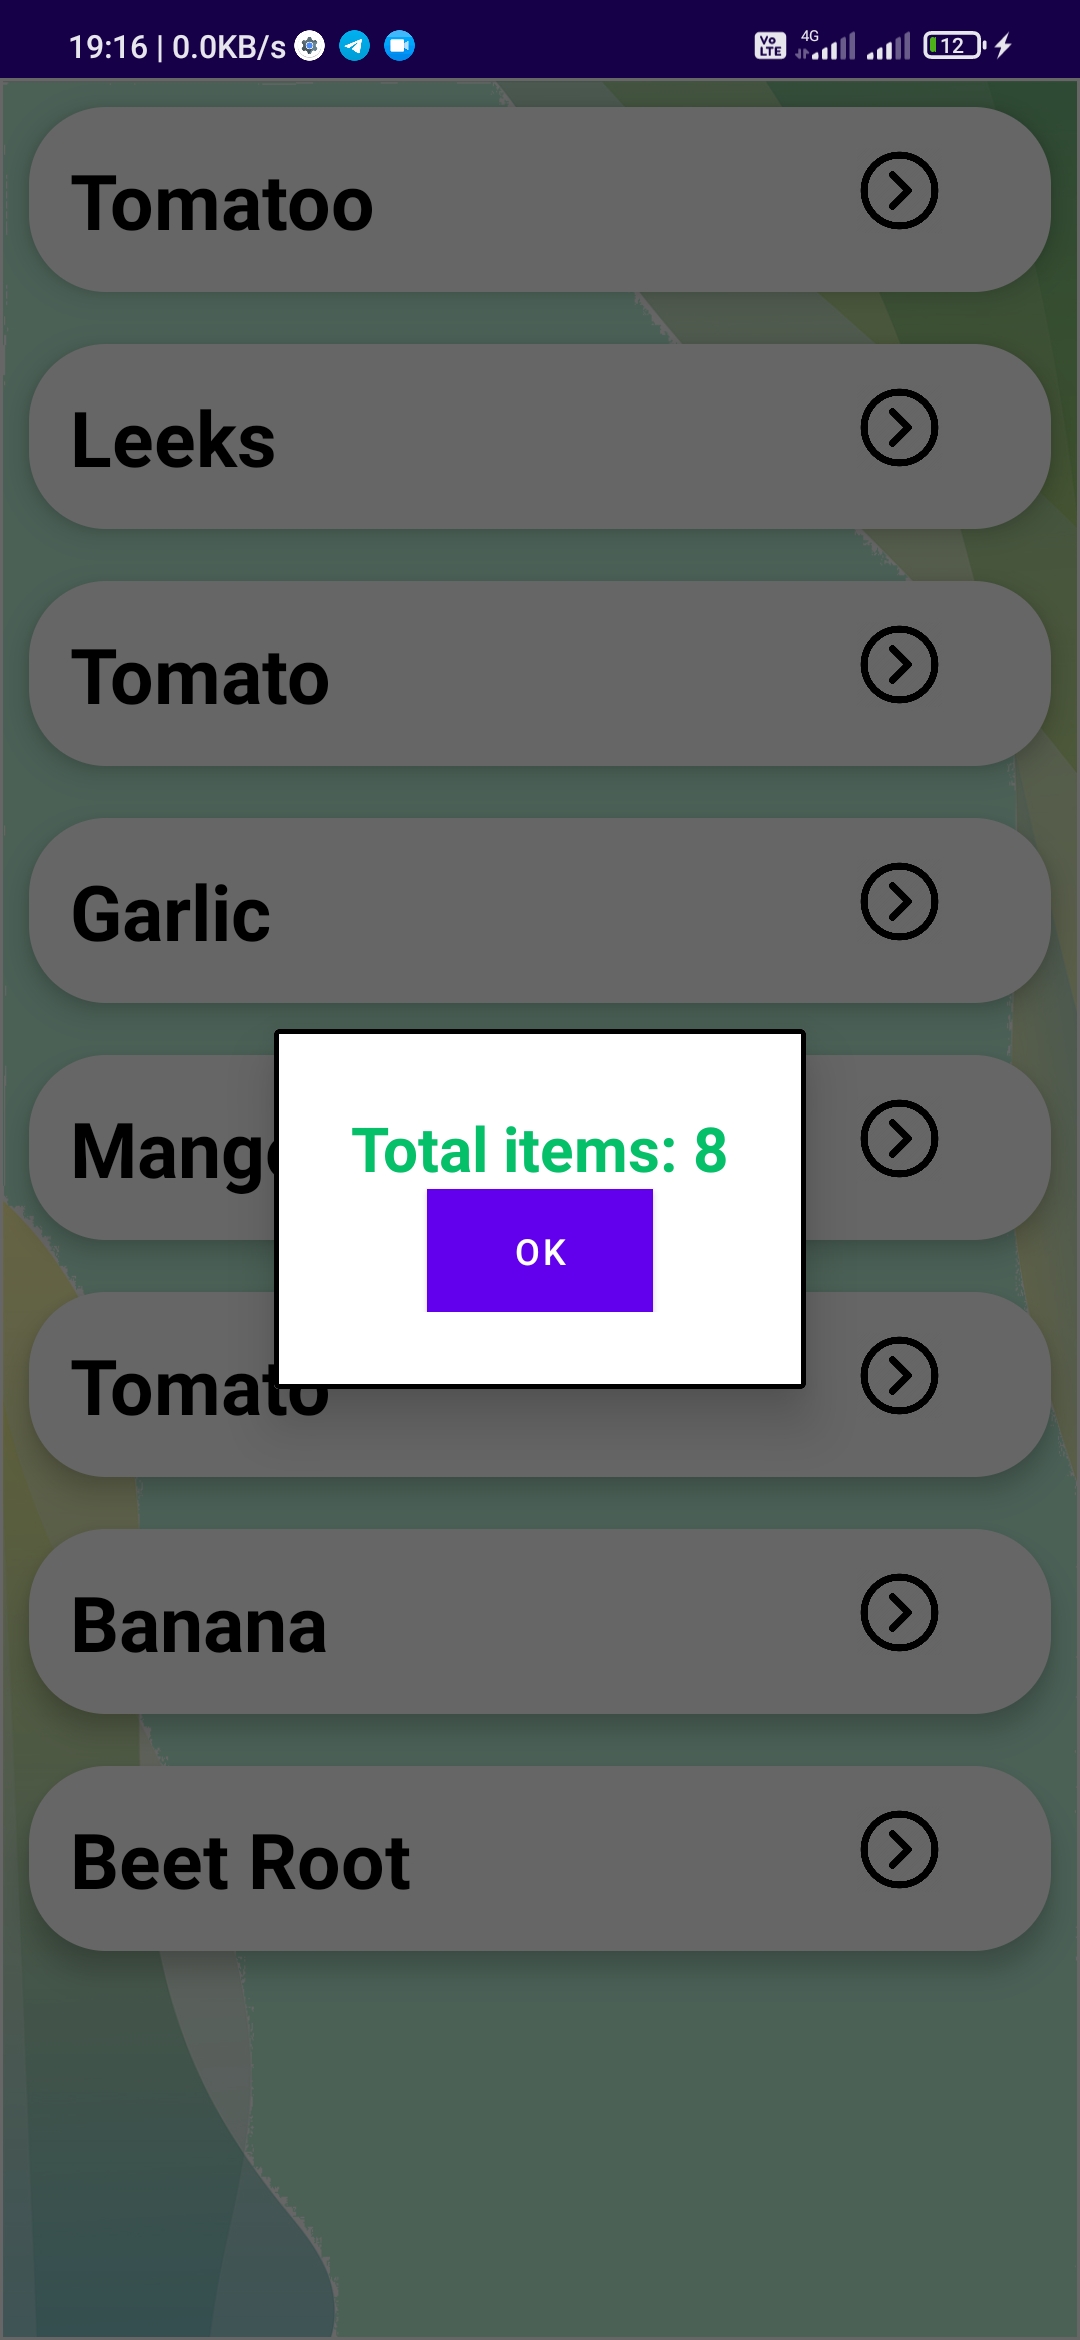 19:16 | 0.0KB/s Vo LTE 4G 12
Tomatoo
Leeks
Tomato
Garlic
Total items: 8
OK
Tomato
Banana
Beet Root